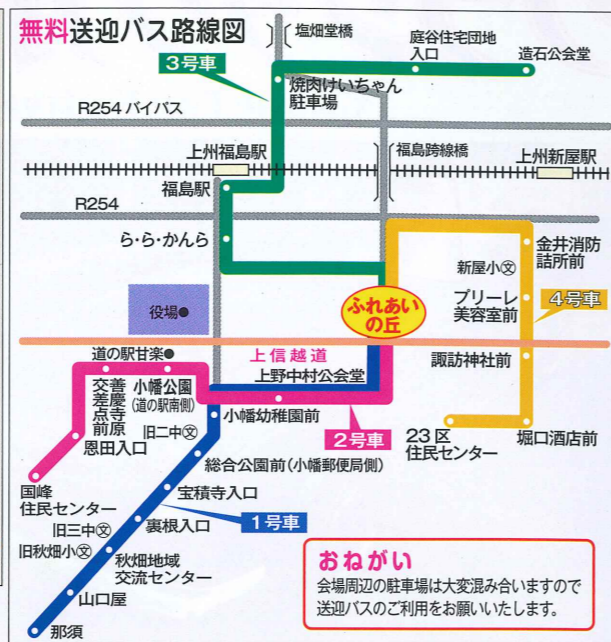 無料送迎バス路線図
塩畑堂橋
庭谷住宅団地
入口
造石公会堂
3号車
焼肉けいちゃん
駐車場
R254 バイパス
上州福島駅
福島跨線橋
上州新屋駅
福島駅
R254
ら・ら・かんら
金井消防
詰所前
新屋小文
プリーレ
美容室前
4号車
役場●
ふれあい
の丘
上信越道
諏訪神社前
道の駅甘楽●
上野中村公会堂
善慶寺前原
交差点
小幡公園
(道の駅南側)
小幡幼稚園前
2号車
恩田入口
旧二中文
23区
住民センター
堀口酒店前
総合公園前(小幡郵便局側)
国峰
住民センター
宝積寺入口
旧三中文
裏根入口
1号車
旧秋畑小文
秋畑地域
交流センター
山口屋
那須
おねがい
会場周辺の駐車場は大変混み合いますので
送迎バスのご利用をお願いいたします。